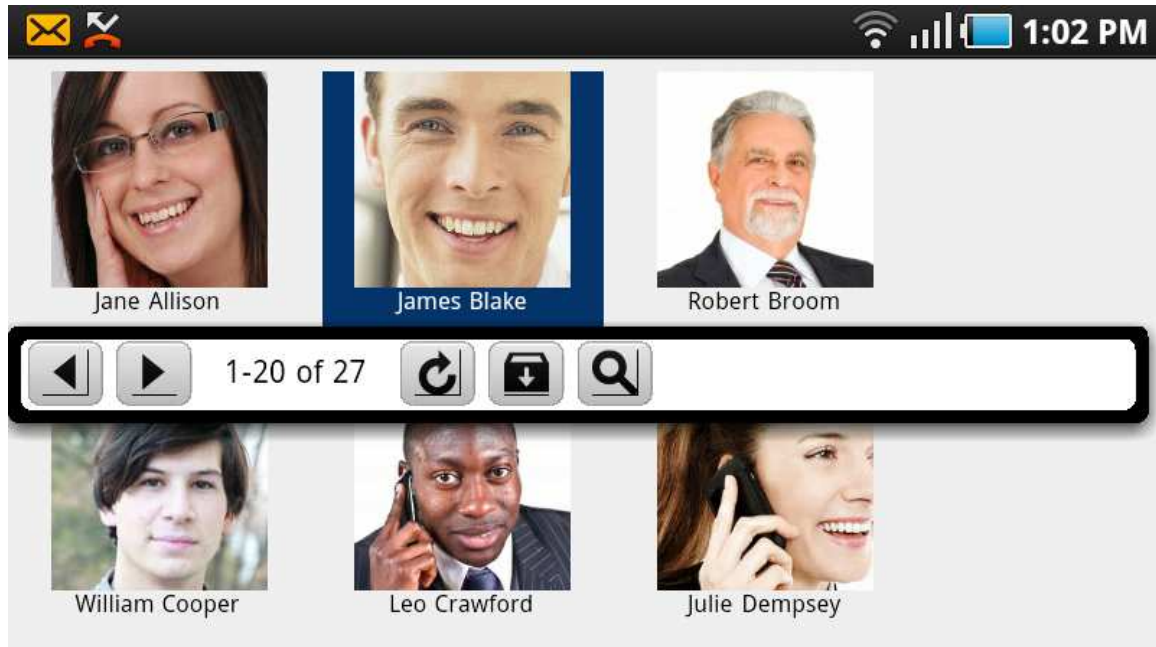 1:02 PM
Jane Allison
James Blake
Robert Broom
1-20 of 27
William Cooper
Leo Crawford
Julie Dempsey